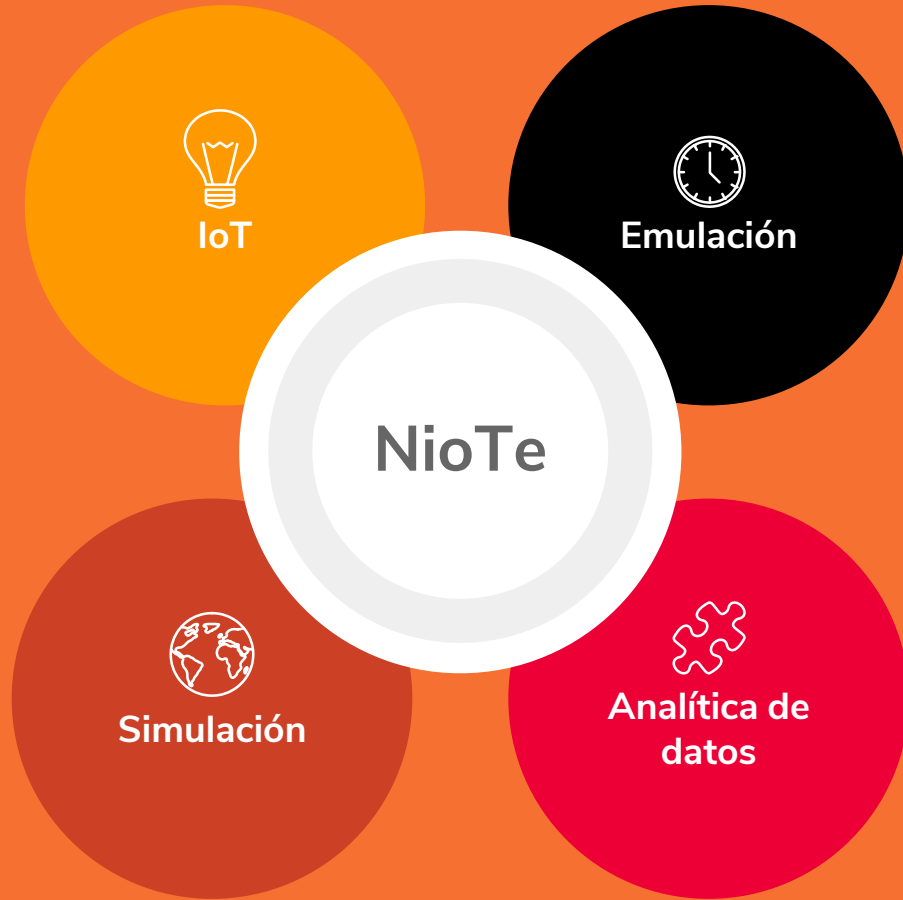 IoT
Emulación
NioTe
Simulación
Analítica de
datos